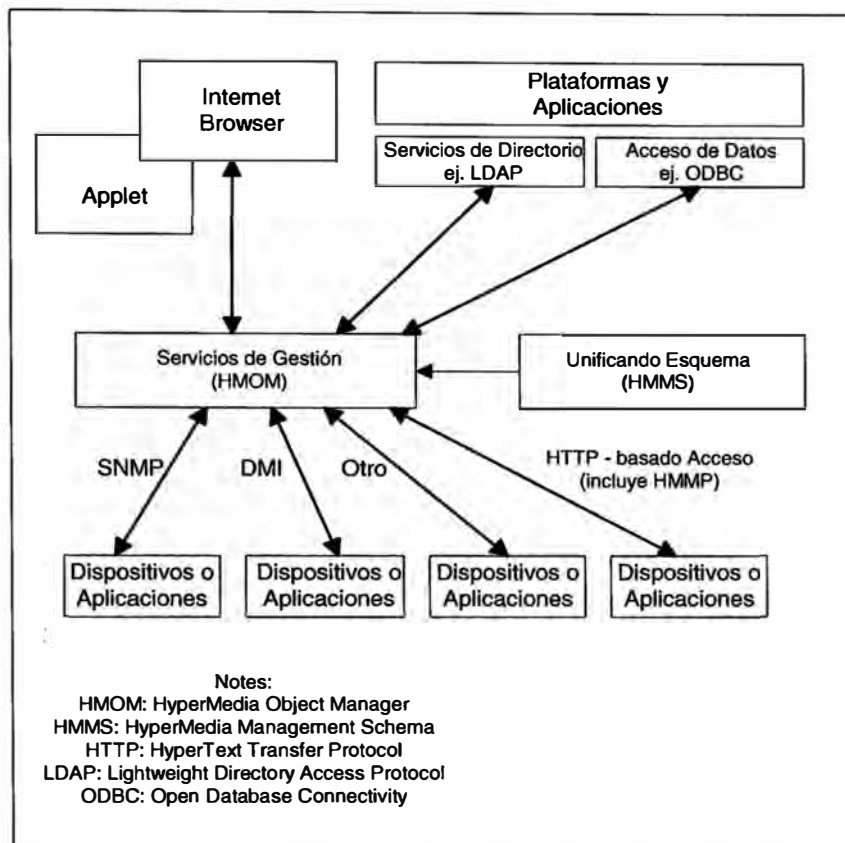 Internet
Browser
Applet
Plataformas y
Aplicaciones
Servicios de Directorio
ej. LDAP
Acceso de Datos
ej. ODBC
Servicios de Gestión
(HMOM)
Unificando Esquema
(HMMS)
SNMP
DMI
Otro
HTTP - basado Acceso
(incluye HMMP)
Dispositivos o
Aplicaciones
Dispositivos o
Aplicaciones
Dispositivos o
Aplicaciones
Dispositivos o
Aplicaciones
Notes:
HMOM: HyperMedia Object Manager
HMMS: HyperMedia Management Schema
HTTP: HyperText Transfer Protocol
LDAP: Lightweight Directory Access Protocol
ODBC: Open Database Connectivity